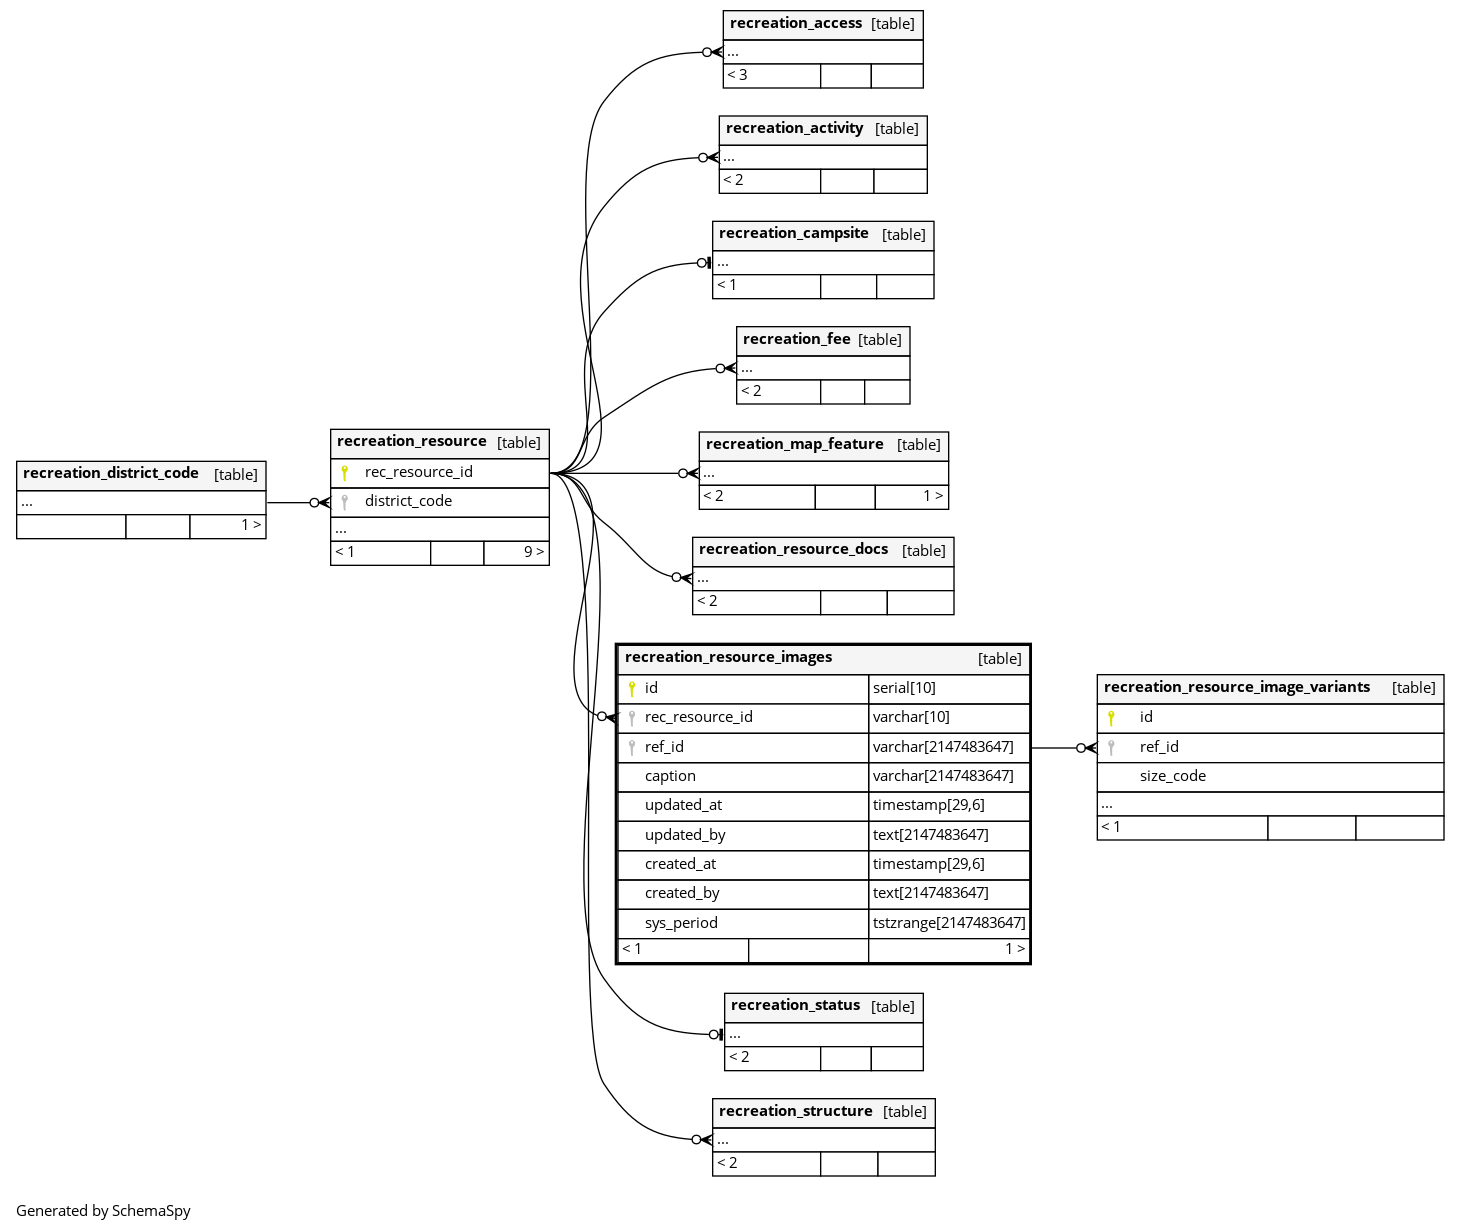 recreation_access [table]
...
< 3
recreation_activity [table]
...
< 2
recreation_campsite [table]
...
< 1
recreation_fee [table]
...
< 2
recreation_district_code [table]
...
1 >
recreation_resource [table]
rec_resource_id
district_code
...
< 1 9 >
recreation_map_feature [table]
...
< 2 1 >
recreation_resource_docs [table]
...
< 2
recreation_resource_images [table]
id serial[10]
rec_resource_id varchar[10]
ref_id varchar[2147483647]
caption varchar[2147483647]
updated_at timestamp[29,6]
updated_by text[2147483647]
created_at timestamp[29,6]
created_by text[2147483647]
sys_period tstzrange[2147483647]
< 1 1 >
recreation_resource_image_variants [table]
id
ref_id
size_code
...
< 1
recreation_status [table]
...
< 2
recreation_structure [table]
...
< 2
Generated by SchemaSpy